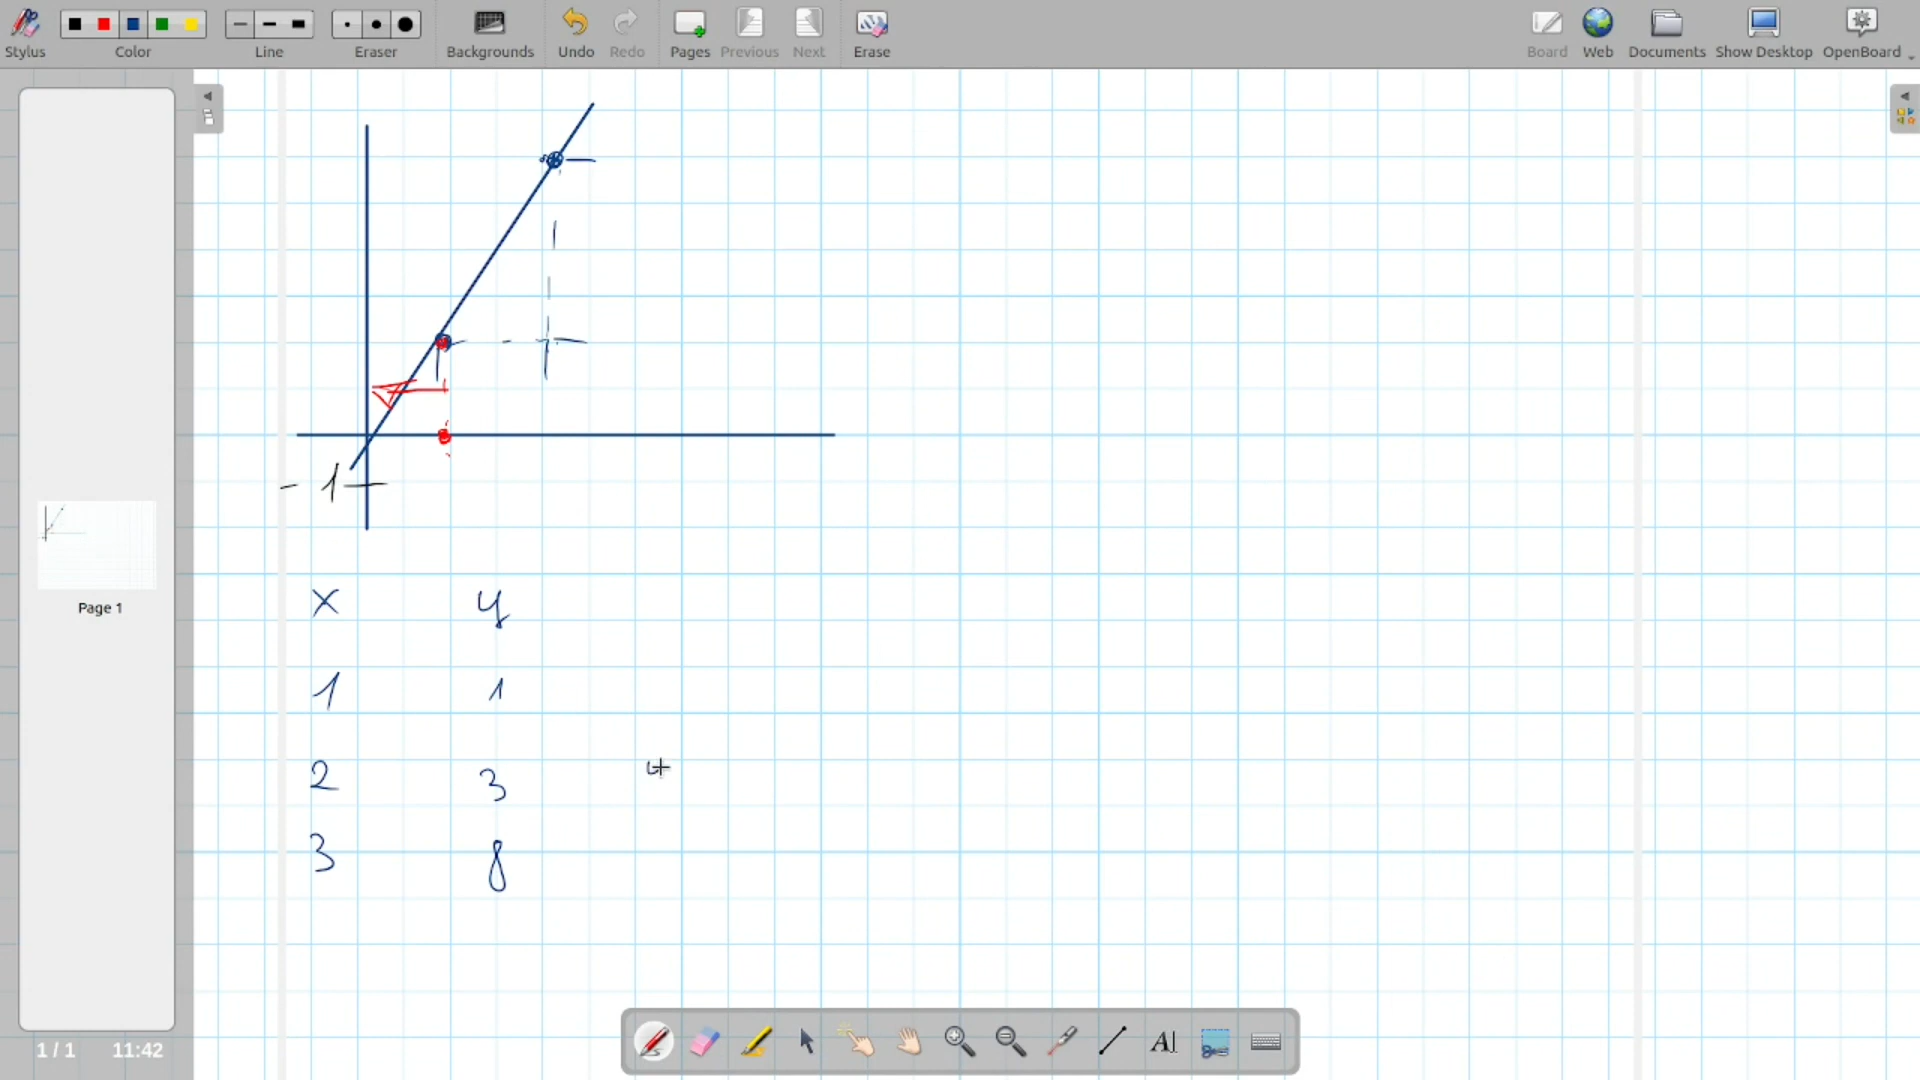 Stylus
Color
Line
Eraser
Backgrounds
Undo
Redo
Pages
Previous
Next
Erase
Board
Web
Documents
Show Desktop
OpenBoard
- 1
x y
1 1
2 3
3 8
Page 1
1 / 1 11:42
AI